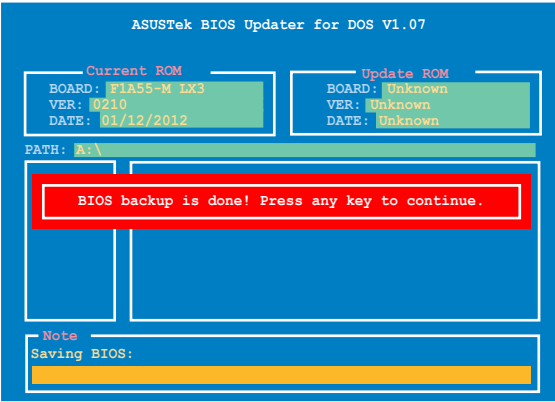 ASUSTek BIOS Updater for DOS V1.07
Current ROM
BOARD: F1A55-M LX3
VER: 0210
DATE: 01/12/2012
Update ROM
BOARD: Unknown
VER: Unknown
DATE: Unknown
PATH: A:\
BIOS backup is done! Press any key to continue.
Note
Saving BIOS: